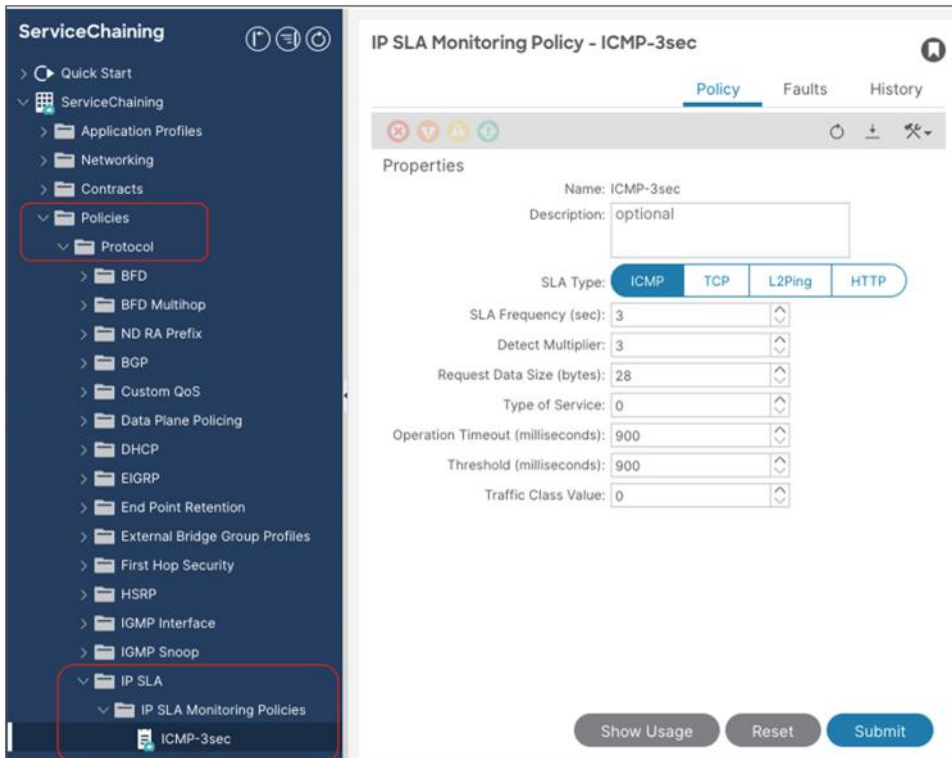 ServiceChaining
Quick Start
ServiceChaining
Application Profiles
Networking
Contracts
Policies
Protocol
BFD
BFD Multihop
ND RA Prefix
BGP
Custom QoS
Data Plane Policing
DHCP
EIGRP
End Point Retention
External Bridge Group Profiles
First Hop Security
HSRP
IGMP Interface
IGMP Snoop
IP SLA
IP SLA Monitoring Policies
ICMP-3sec
IP SLA Monitoring Policy - ICMP-3sec
Policy Faults History
Properties
Name: ICMP-3sec
Description: optional
SLA Type: ICMP TCP L2Ping HTTP
SLA Frequency (sec): 3
Detect Multiplier: 3
Request Data Size (bytes): 28
Type of Service: 0
Operation Timeout (milliseconds): 900
Threshold (milliseconds): 900
Traffic Class Value: 0
Show Usage Reset Submit